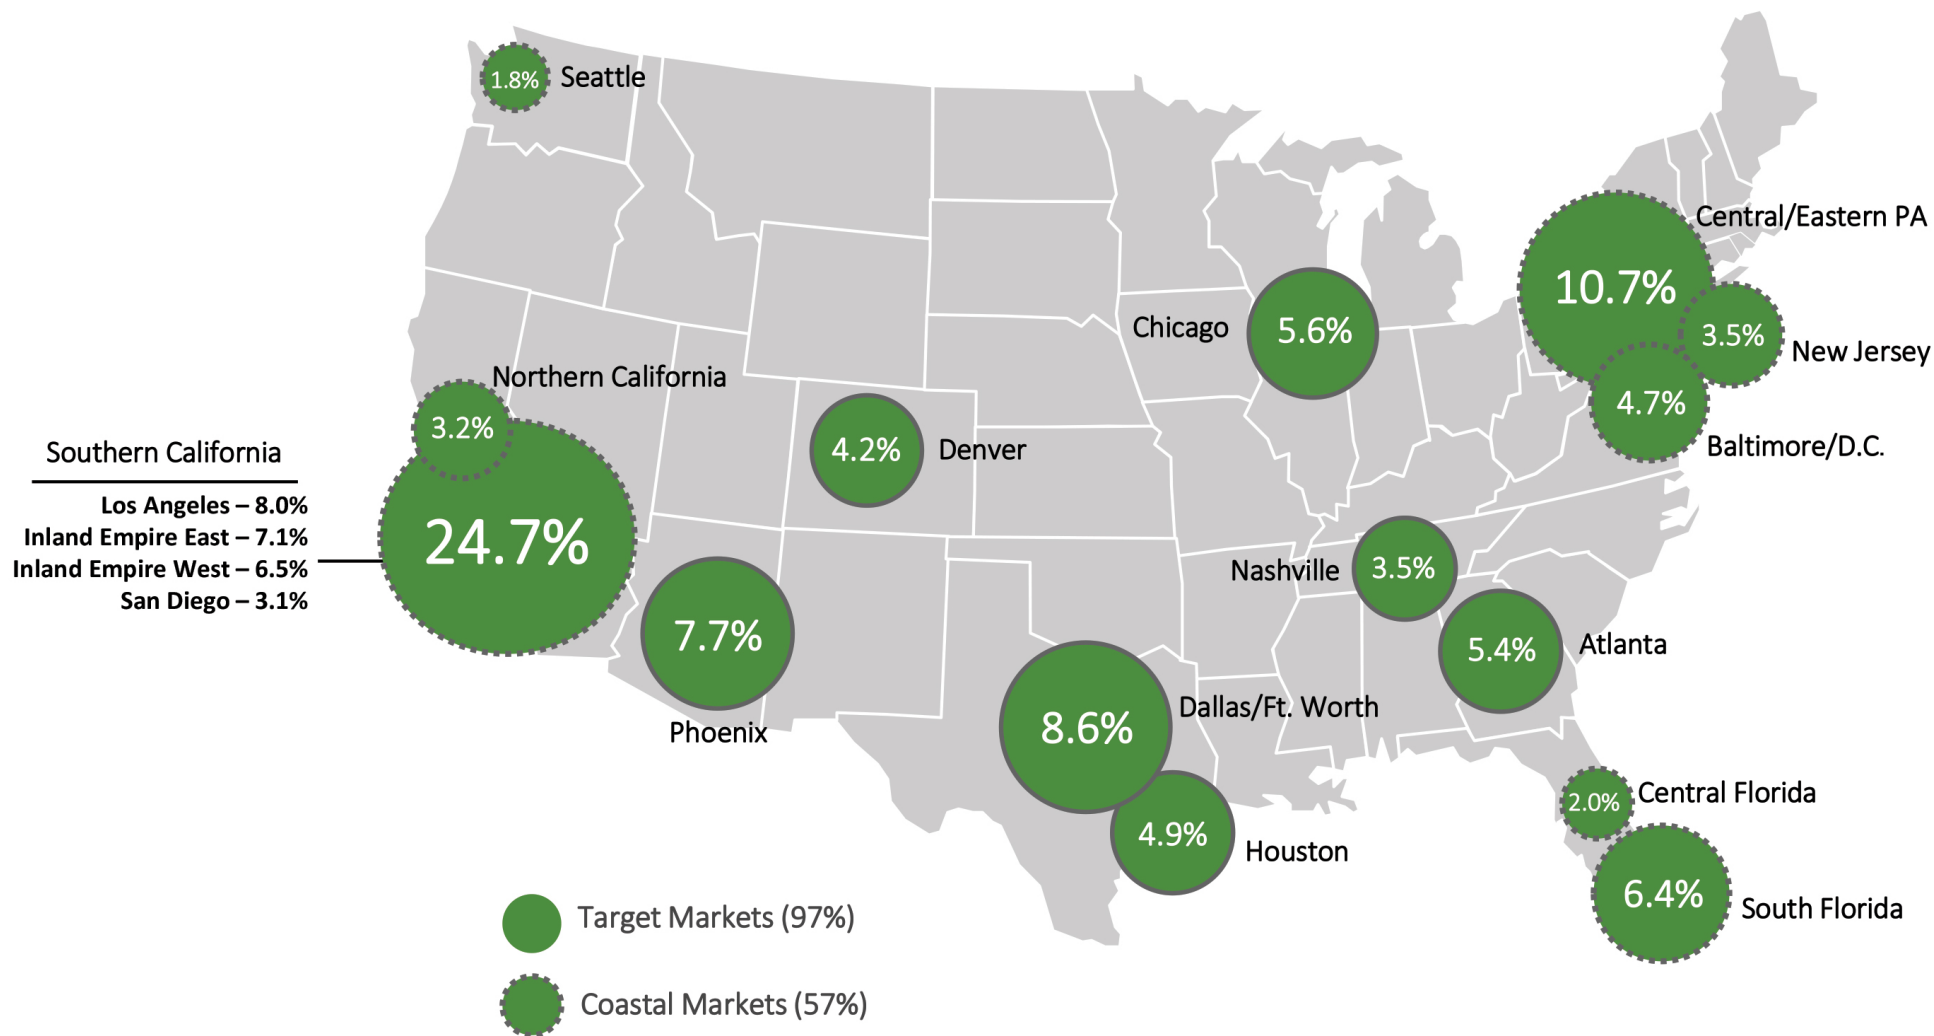 1.8%
Seattle
Central/Eastern PA
10.7%
3.5%
New Jersey
4.7%
Baltimore/D.C.
Chicago
5.6%
Northern California
3.2%
4.2%
Denver
Southern California
Los Angeles – 8.0%
Inland Empire East – 7.1%
Inland Empire West – 6.5%
San Diego – 3.1%
24.7%
Nashville
3.5%
7.7%
Phoenix
5.4%
Atlanta
8.6%
Dallas/Ft. Worth
4.9%
Houston
2.0%
Central Florida
6.4%
South Florida
Target Markets (97%)
Coastal Markets (57%)